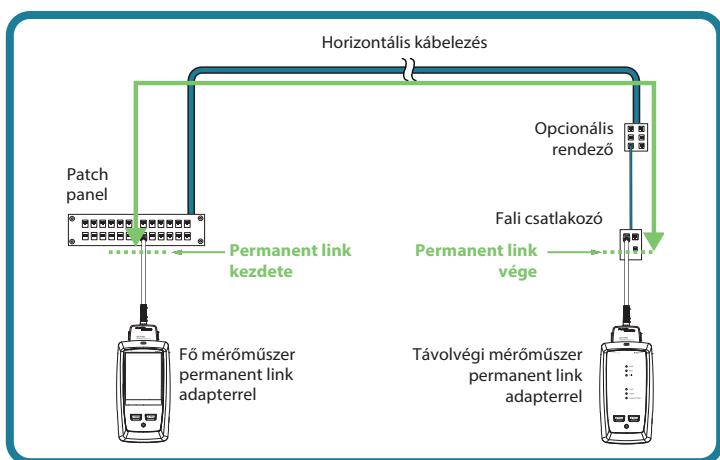 Horizontális kábelezés
Opcionális
rendező
Patch
panel
Fali csatlakozó
Permanent link
kezdete
Permanent link
vége
Fő mérőműszer
permanent link
adapterrel
Távolvégi mérőműszer
permanent link
adapterrel